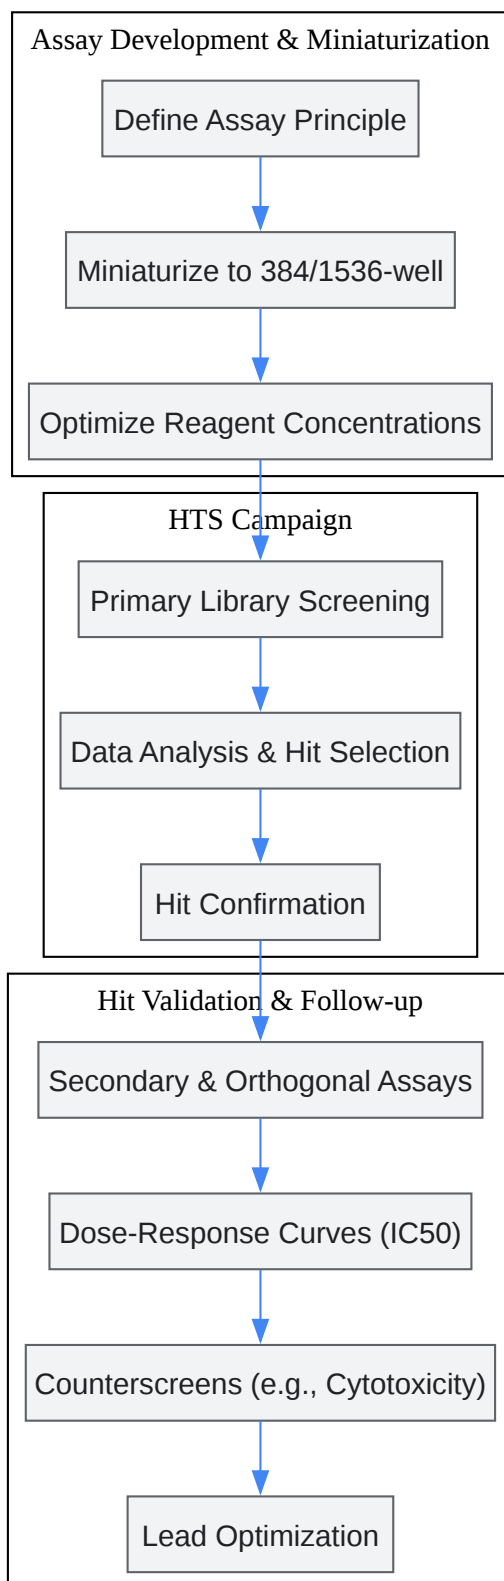 Assay Development & Miniaturization
Define Assay Principle
Miniaturize to 384/1536-well
Optimize Reagent Concentrations
HTS Campaign
Primary Library Screening
Data Analysis & Hit Selection
Hit Confirmation
Hit Validation & Follow-up
Secondary & Orthogonal Assays
Dose-Response Curves (IC50)
Counterscreens (e.g., Cytotoxicity)
Lead Optimization